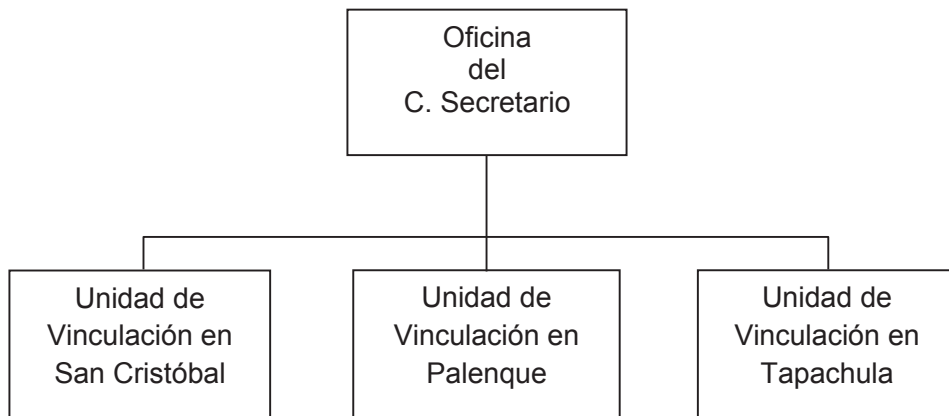 Oficina
del
C. Secretario
Unidad de
Vinculación en
San Cristóbal
Unidad de
Vinculación en
Palenque
Unidad de
Vinculación en
Tapachula